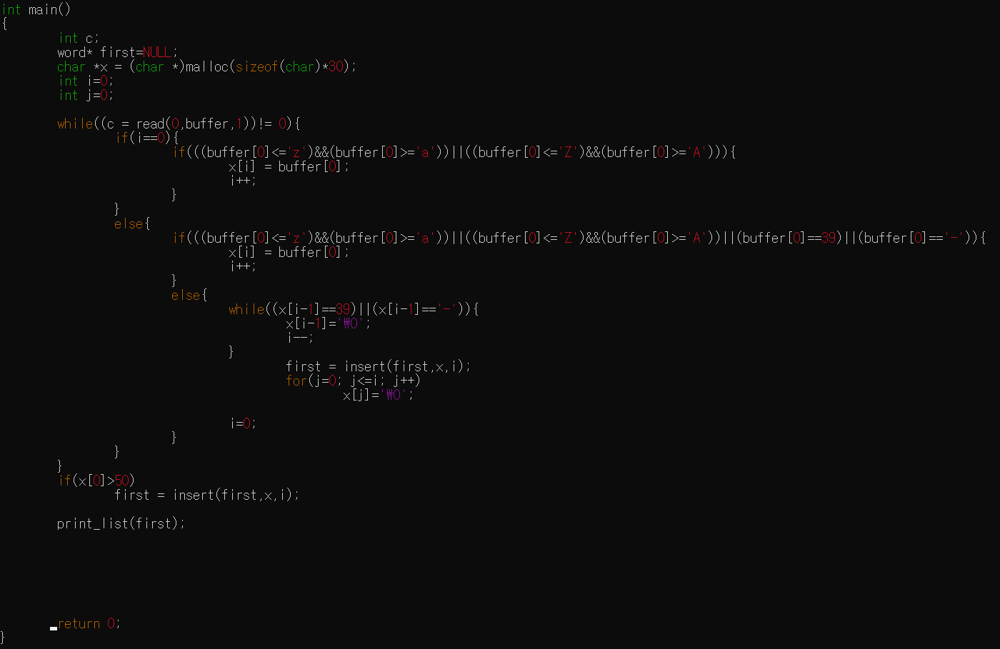 int main()
{
int c;
word* first=NULL;
char *x = (char *)malloc(sizeof(char)*30);
int i=0;
int j=0;
while((c = read(0,buffer,1))!= 0){
if(i==0){
if(((buffer[0]<='z')&&(buffer[0]>='a'))||((buffer[0]<='Z')&&(buffer[0]>='A'))){
x[i] = buffer[0];
i++;
}
}
else{
if(((buffer[0]<='z')&&(buffer[0]>='a'))||((buffer[0]<='Z')&&(buffer[0]>='A'))||(buffer[0]==39)||(buffer[0]=='-')){
x[i] = buffer[0];
i++;
}
else{
while((x[i-1]==39)||(x[i-1]=='-')){
x[i-1]='₩0';
i--;
}
first = insert(first,x,i);
for(j=0; j<=i; j++)
x[j]='₩0';
i=0;
}
}
}
if(x[0]>50)
first = insert(first,x,i);
print_list(first);
return 0;
}